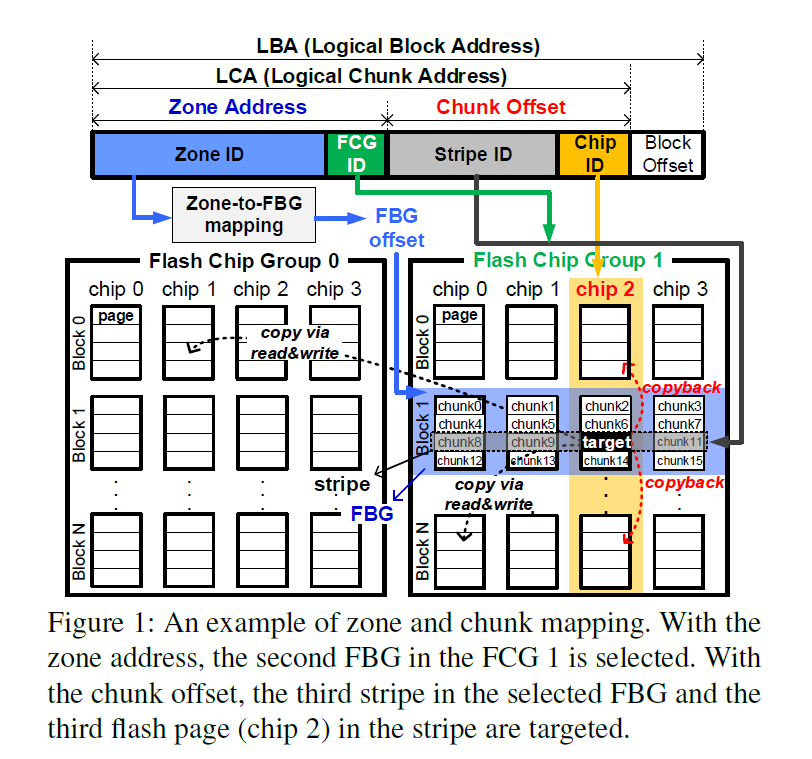 LBA (Logical Block Address)
LCA (Logical Chunk Address)
Zone Address
Chunk Offset
Zone ID
FCG
ID
Stripe ID
Chip
ID
Block
Offset
Zone-to-FBG
mapping
FBG
offset
Flash Chip Group 0
chip 0 chip 1 chip 2 chip 3
Block 0
page
copy via
read&write
Block 1
Block N
Flash Chip Group 1
chip 0 chip 1 chip 2 chip 3
Block 0
page
copyback
Block 1
chunk0 chunk1 chunk2 chunk3
chunk4 chunk5 chunk6 chunk7
chunk8 chunk9 target chunk11
chunk12 chunk13 chunk14 chunk15
stripe
FBG
copy via
read&write
copyback
Block N
Figure 1: An example of zone and chunk mapping. With the
zone address, the second FBG in the FCG 1 is selected. With
the chunk offset, the third stripe in the selected FBG and the
third flash page (chip 2) in the stripe are targeted.